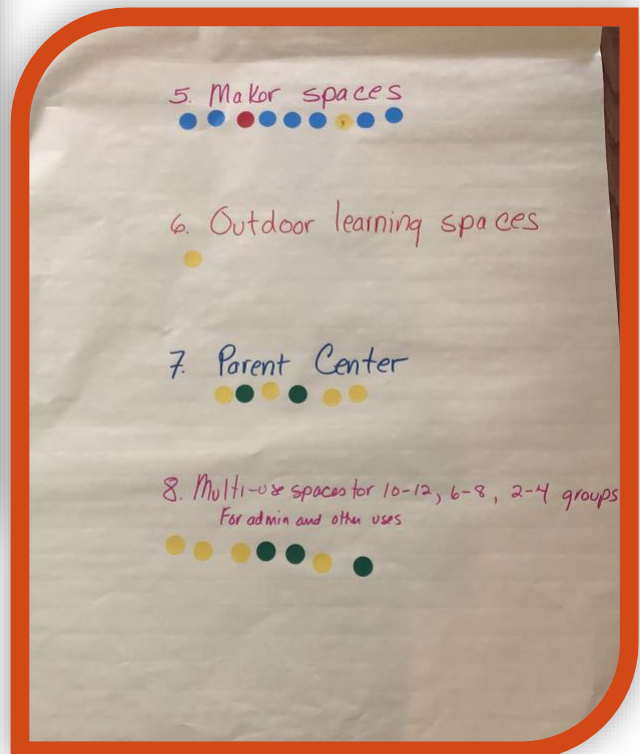 5. Makor spaces
6. Outdoor learning spaces
7. Parent Center
8. Multi-use spaces for 10-12, 6-8, 2-4 groups
For admin and other uses